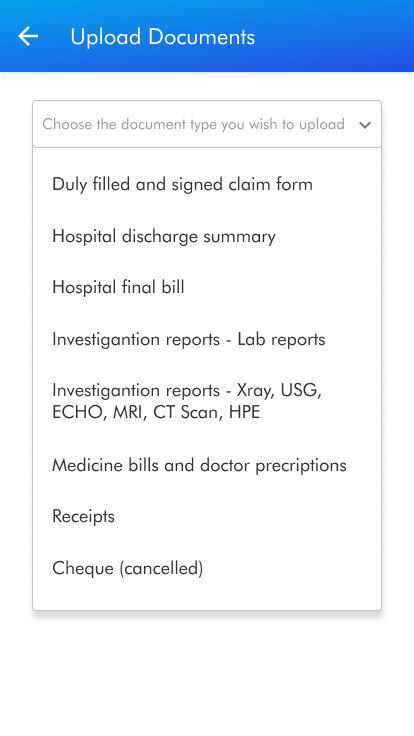 Upload Documents
Choose the document type you wish to upload
Duly filled and signed claim form
Hospital discharge summary
Hospital final bill
Investigantion reports - Lab reports
Investigantion reports - Xray, USG,
ECHO, MRI, CT Scan, HPE
Medicine bills and doctor precriptions
Receipts
Cheque (cancelled)